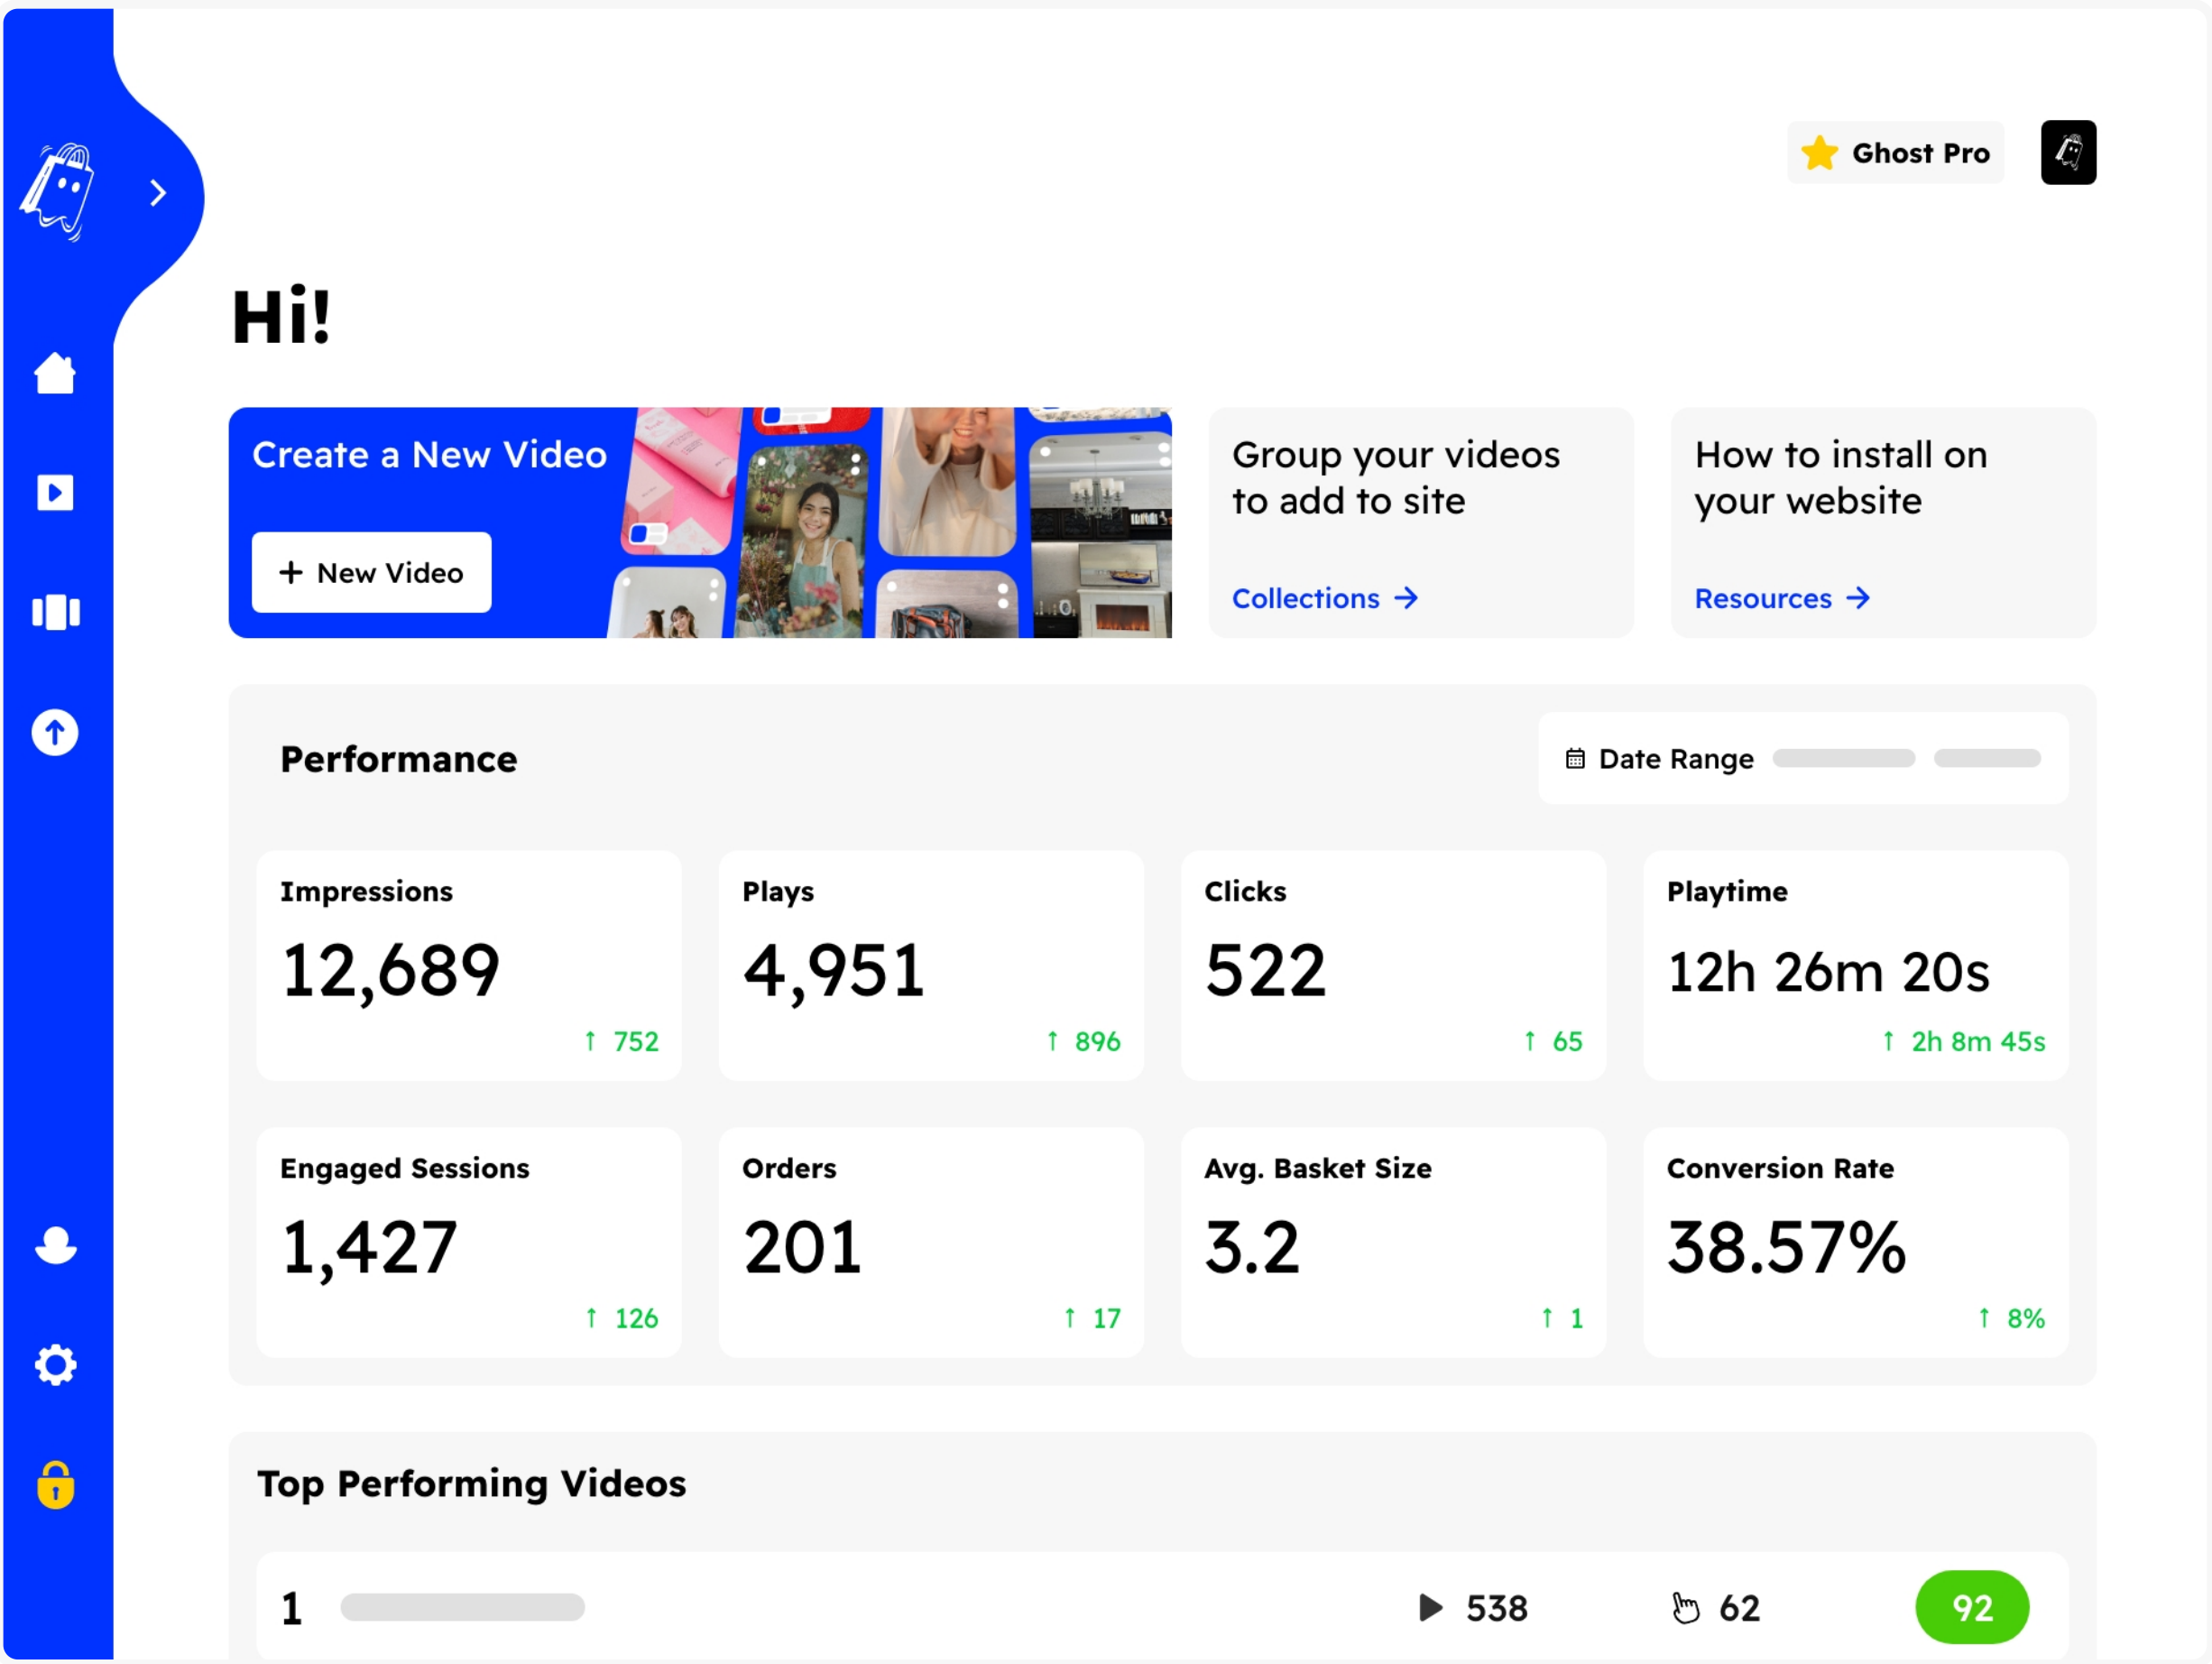 Ghost Pro
Hi!
Create a New Video
+ New Video
Group your videos
to add to site
Collections →
How to install on
your website
Resources →
Performance
Date Range
Impressions
12,689
↑ 752
Plays
4,951
↑ 896
Clicks
522
↑ 65
Playtime
12h 26m 20s
↑ 2h 8m 45s
Engaged Sessions
1,427
↑ 126
Orders
201
↑ 17
Avg. Basket Size
3.2
↑ 1
Conversion Rate
38.57%
↑ 8%
Top Performing Videos
1
538
62
92